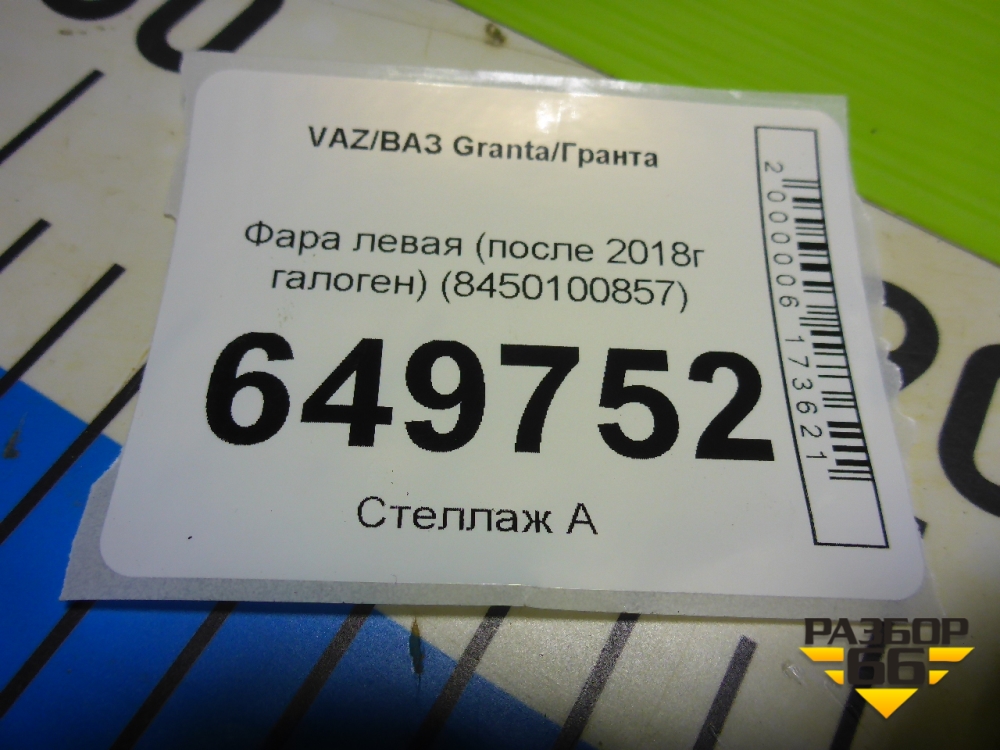 VAZ/ВАЗ Granta/Гранта
Фара левая (после 2018г
галоген) (8450100857)
649752
Стеллаж А
2000006173621
РАЗБОР
66